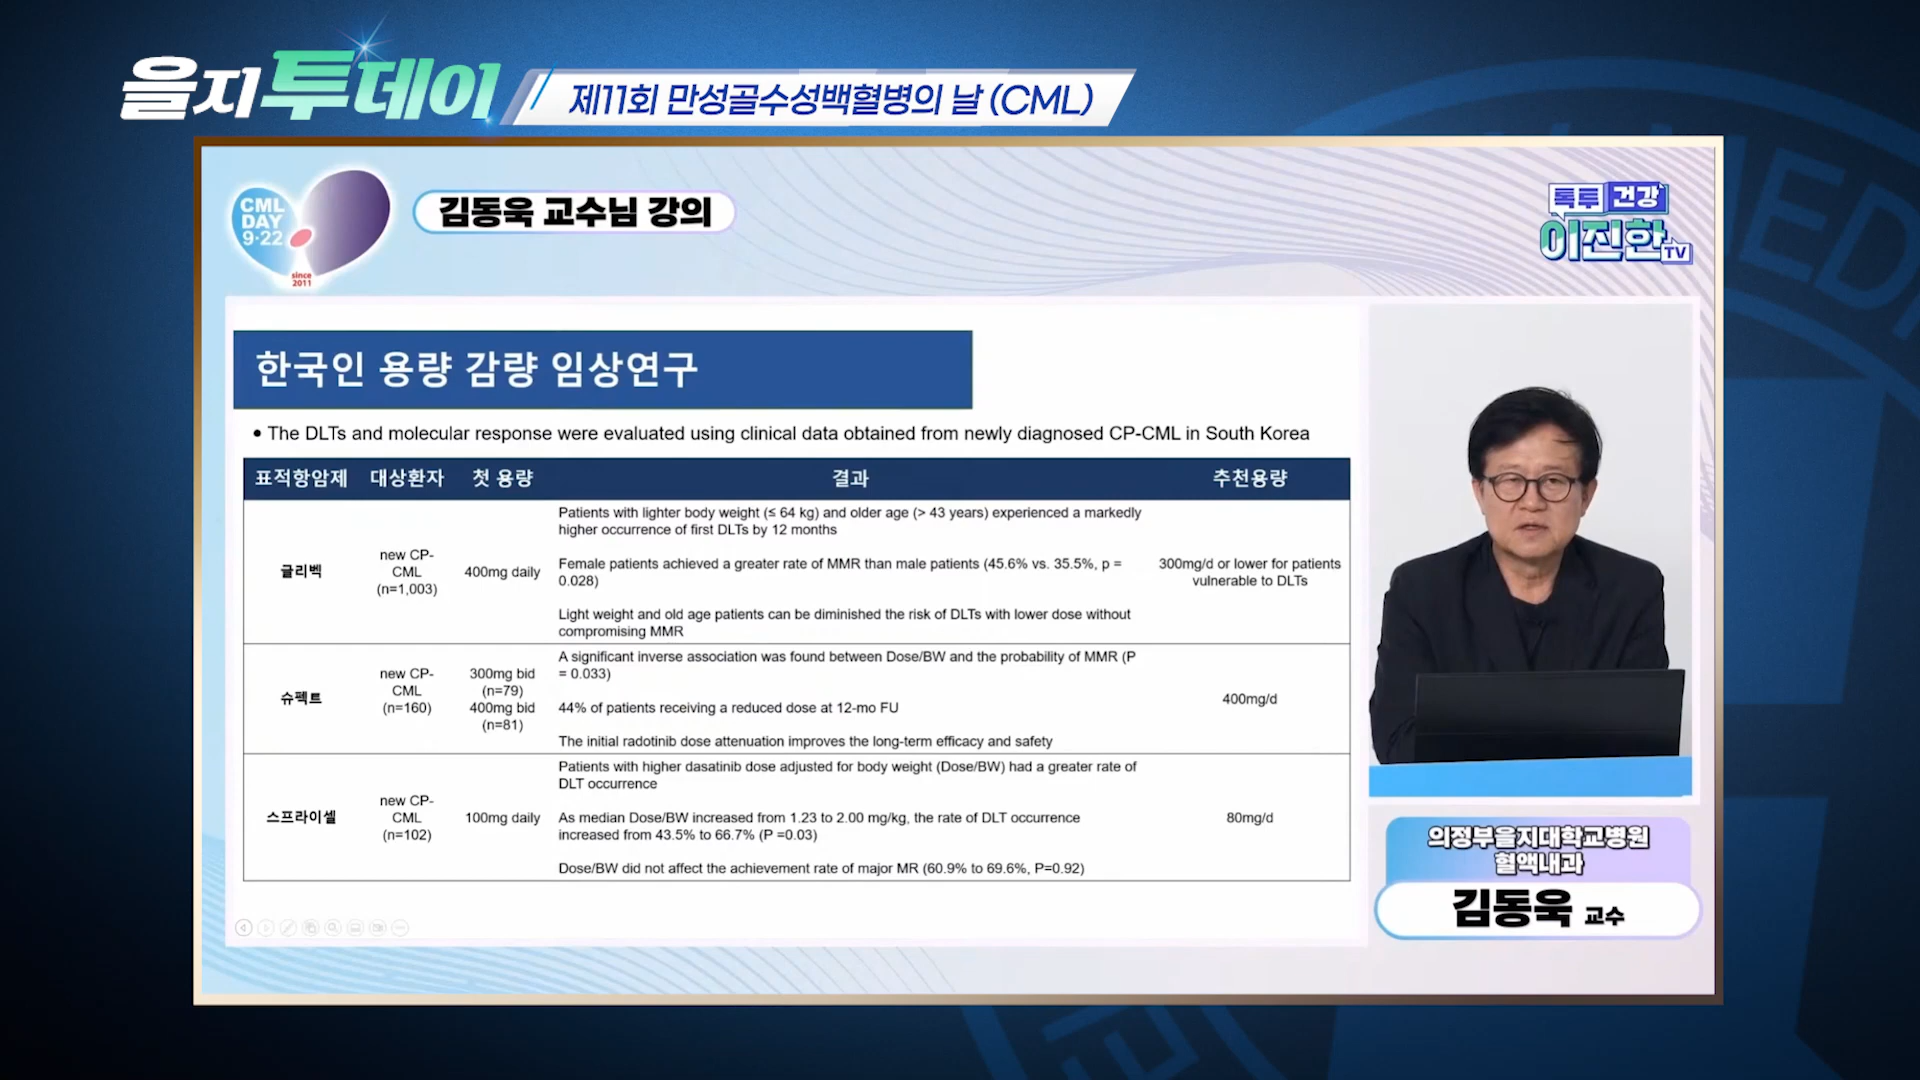 을지투데이
제11회 만성골수성백혈병의 날 (CML)
CML
DAY
9·22
since
2011
김동욱 교수님 강의
톡투 건강
이진한TV
한국인 용량 감량 임상연구
• The DLTs and molecular response were evaluated using clinical data obtained from newly diagnosed CP-CML in South Korea
표적항암제 대상환자 첫 용량 결과 추천용량
글리벡
new CP-
CML
(n=1,003)
400mg daily
Patients with lighter body weight (≤ 64 kg) and older age (> 43 years) experienced a markedly
higher occurrence of first DLTs by 12 months
Female patients achieved a greater rate of MMR than male patients (45.6% vs. 35.5%, p =
0.028)
Light weight and old age patients can be diminished the risk of DLTs with lower dose without
compromising MMR
300mg/d or lower for patients
vulnerable to DLTs
슈펙트
new CP-
CML
(n=160)
300mg bid
(n=79)
400mg bid
(n=81)
A significant inverse association was found between Dose/BW and the probability of MMR (P
= 0.033)
44% of patients receiving a reduced dose at 12-mo FU
The initial radotinib dose attenuation improves the long-term efficacy and safety
400mg/d
스프라이셀
new CP-
CML
(n=102)
100mg daily
Patients with higher dasatinib dose adjusted for body weight (Dose/BW) had a greater rate of
DLT occurrence
As median Dose/BW increased from 1.23 to 2.00 mg/kg, the rate of DLT occurrence
increased from 43.5% to 66.7% (P =0.03)
Dose/BW did not affect the achievement rate of major MR (60.9% to 69.6%, P=0.92)
80mg/d
의정부을지대학교병원
혈액내과
김동욱 교수